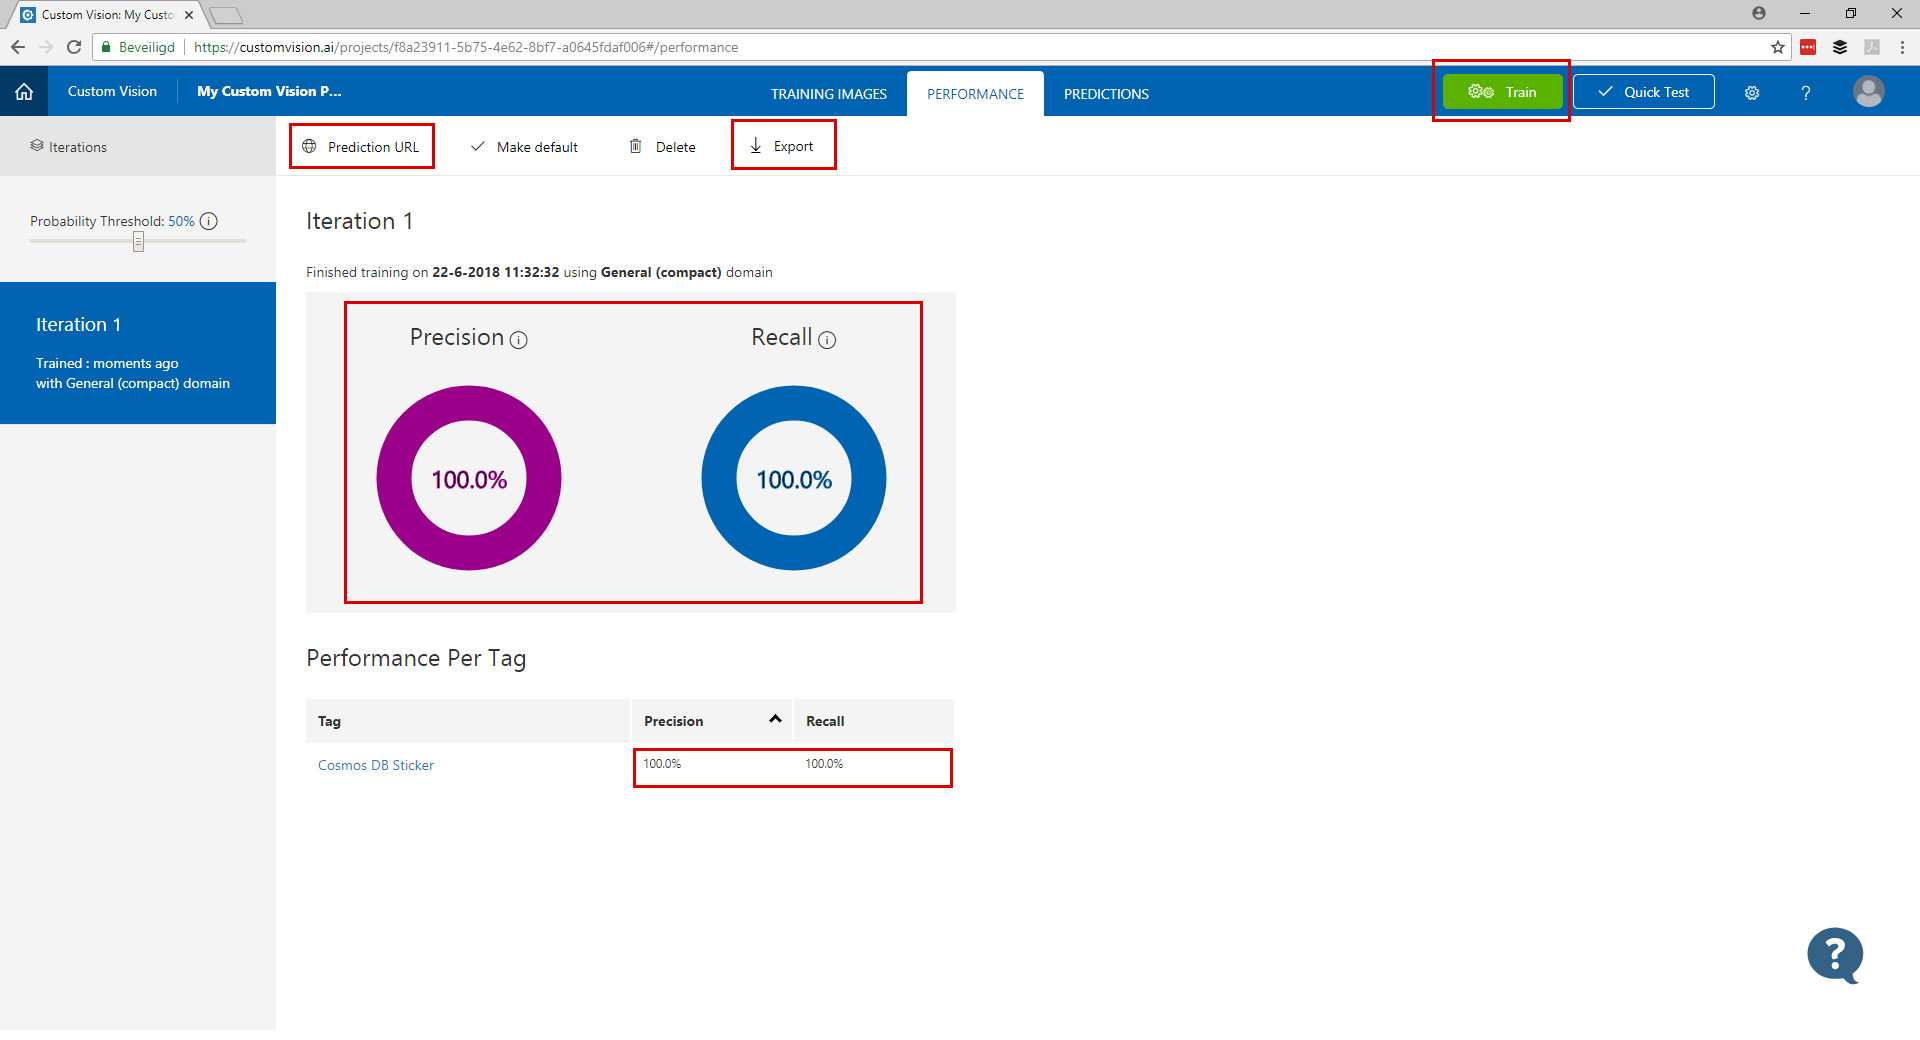 Custom Vision: My Custo
Beveiligd https://customvision.ai/projects/f8a23911-5b75-4e62-8bf7-a0645fdaf006#/performance
Custom Vision My Custom Vision P... TRAINING IMAGES PERFORMANCE PREDICTIONS Train Quick Test ?
Iterations Prediction URL Make default Delete Export
Probability Threshold: 50%
Iteration 1
Trained : moments ago
with General (compact) domain
Iteration 1
Finished training on 22-6-2018 11:32:32 using General (compact) domain
Precision Recall
100.0% 100.0%
Performance Per Tag
Tag Precision Recall
Cosmos DB Sticker 100.0% 100.0%
?